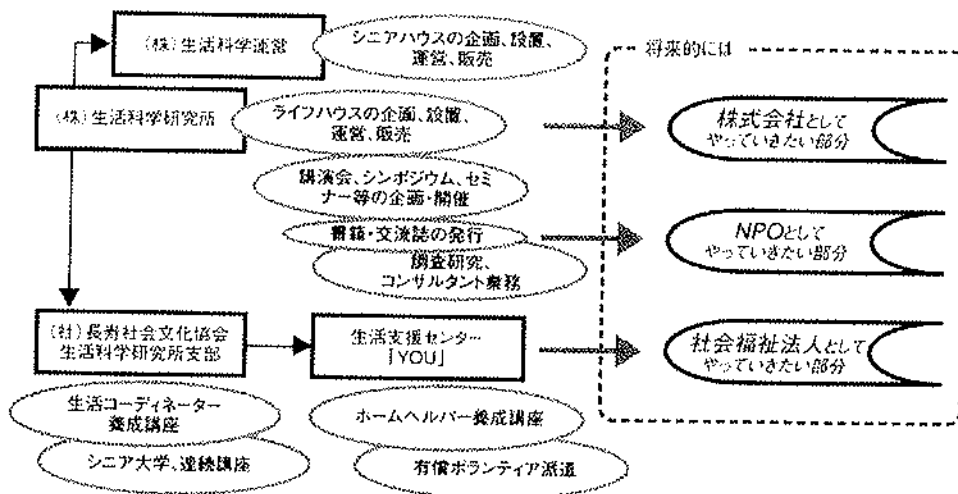 (株)生活科学運営
シニアハウスの企画、設置、
運営、販売
(株)生活科学研究所
ライフハウスの企画、設置、
運営、販売
講演会、シンポジウム、セミ
ナー等の企画・開催
書籍・交流誌の発行
調査研究、
コンサルタント業務
(社)長寿社会文化協会
生活科学研究所支部
生活支援センター
「YOU」
生活コーディネーター
養成講座
シニア大学、連続講座
ホームヘルパー養成講座
有償ボランティア派遣
将来的には
株式会社として
やっていきたい部分
NPOとして
やっていきたい部分
社会福祉法人として
やっていきたい部分